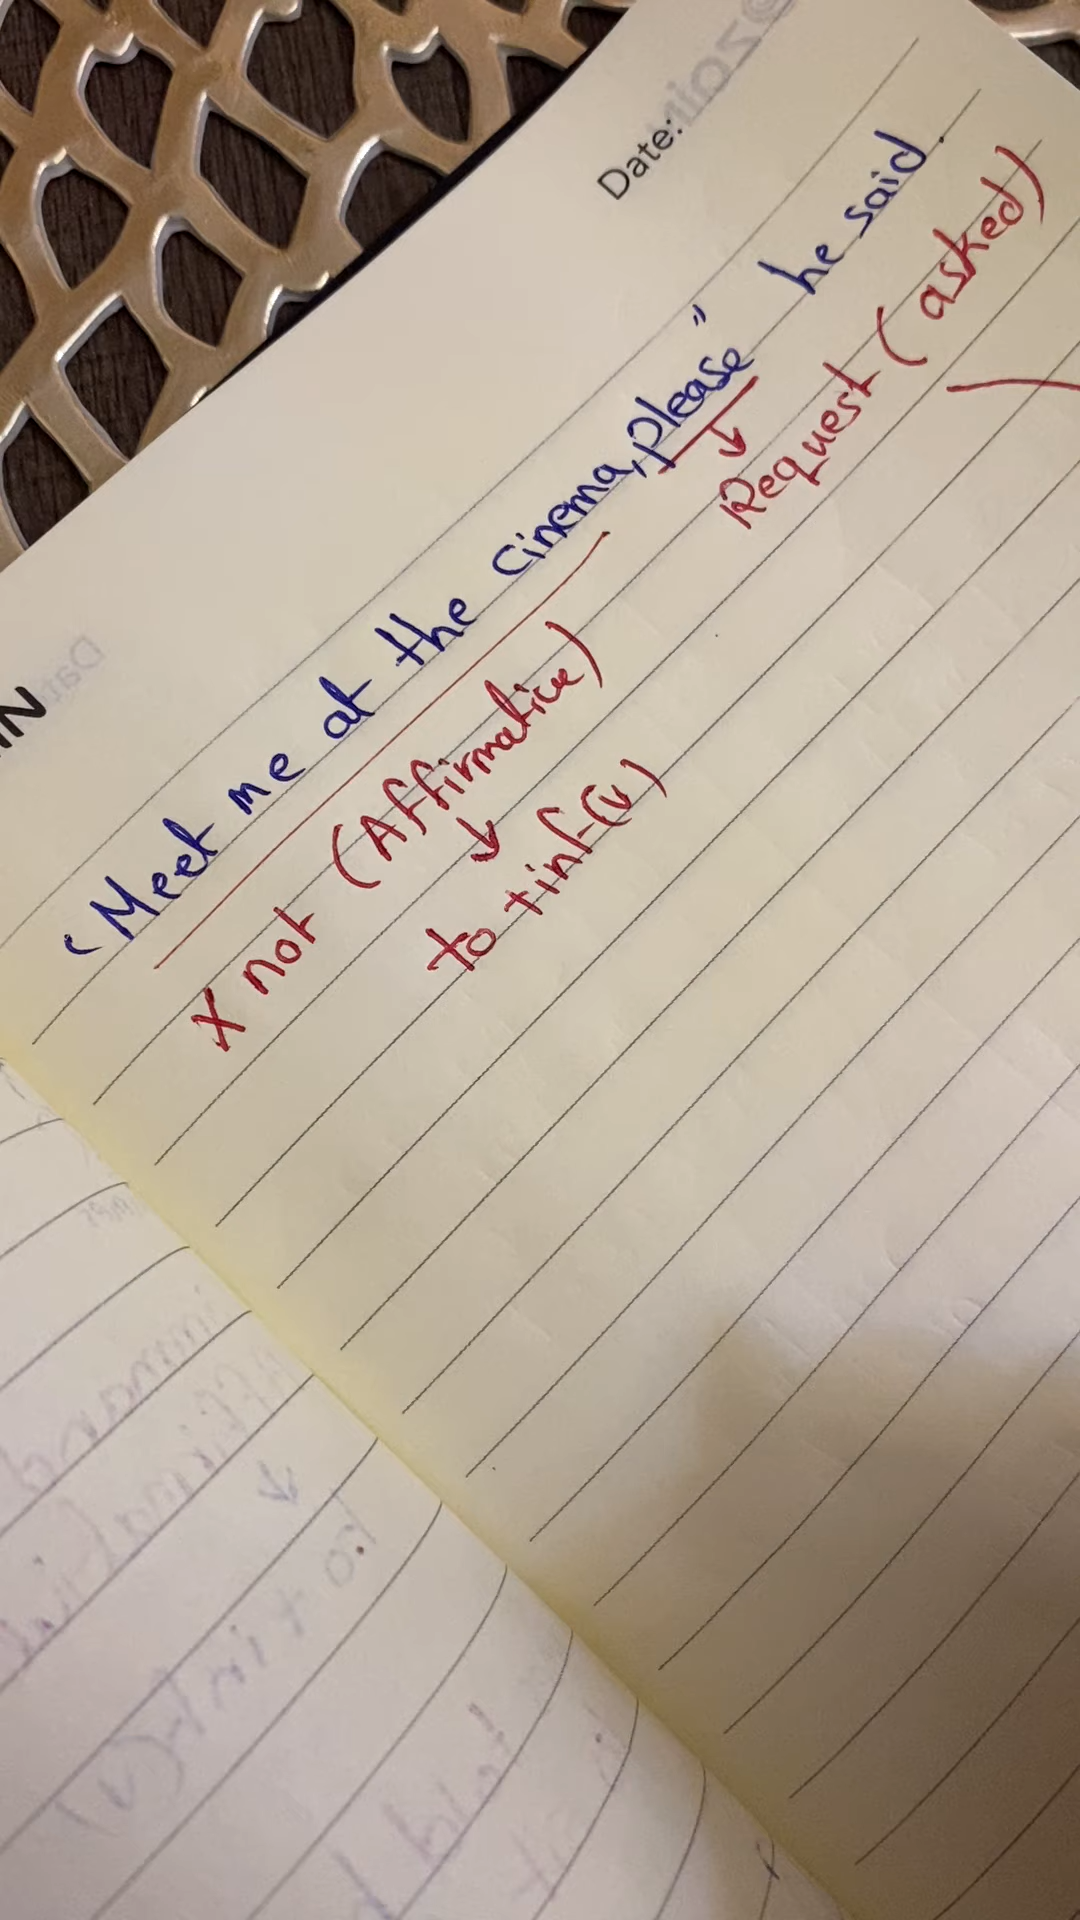 Date:
"Meet me at the cinema, please" he said.
Request (asked)
X not (Affirmative)
to + inf(v)